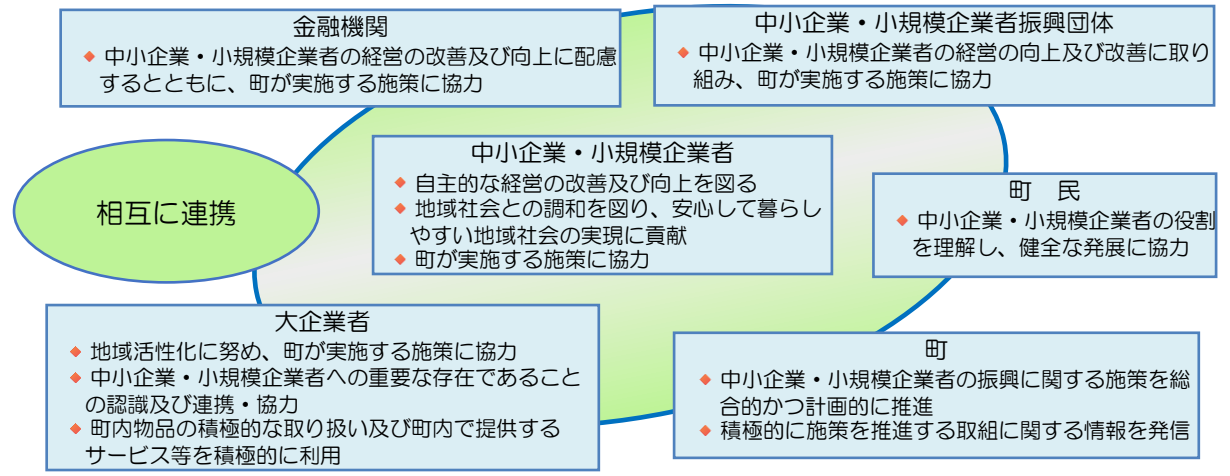 金融機関
◆ 中小企業・小規模企業者の経営の改善及び向上に配慮
するとともに、町が実施する施策に協力
中小企業・小規模企業者振興団体
◆ 中小企業・小規模企業者の経営の向上及び改善に取り
組み、町が実施する施策に協力
中小企業・小規模企業者
◆ 自主的な経営の改善及び向上を図る
◆ 地域社会との調和を図り、安心して暮らし
やすい地域社会の実現に貢献
◆ 町が実施する施策に協力
相互に連携
町　民
◆ 中小企業・小規模企業者の役割
を理解し、健全な発展に協力
大企業者
◆ 地域活性化に努め、町が実施する施策に協力
◆ 中小企業・小規模企業者への重要な存在であること
の認識及び連携・協力
◆ 町内物品の積極的な取り扱い及び町内で提供する
サービス等を積極的に利用
町
◆ 中小企業・小規模企業者の振興に関する施策を総
合的かつ計画的に推進
◆ 積極的に施策を推進する取組に関する情報を発信